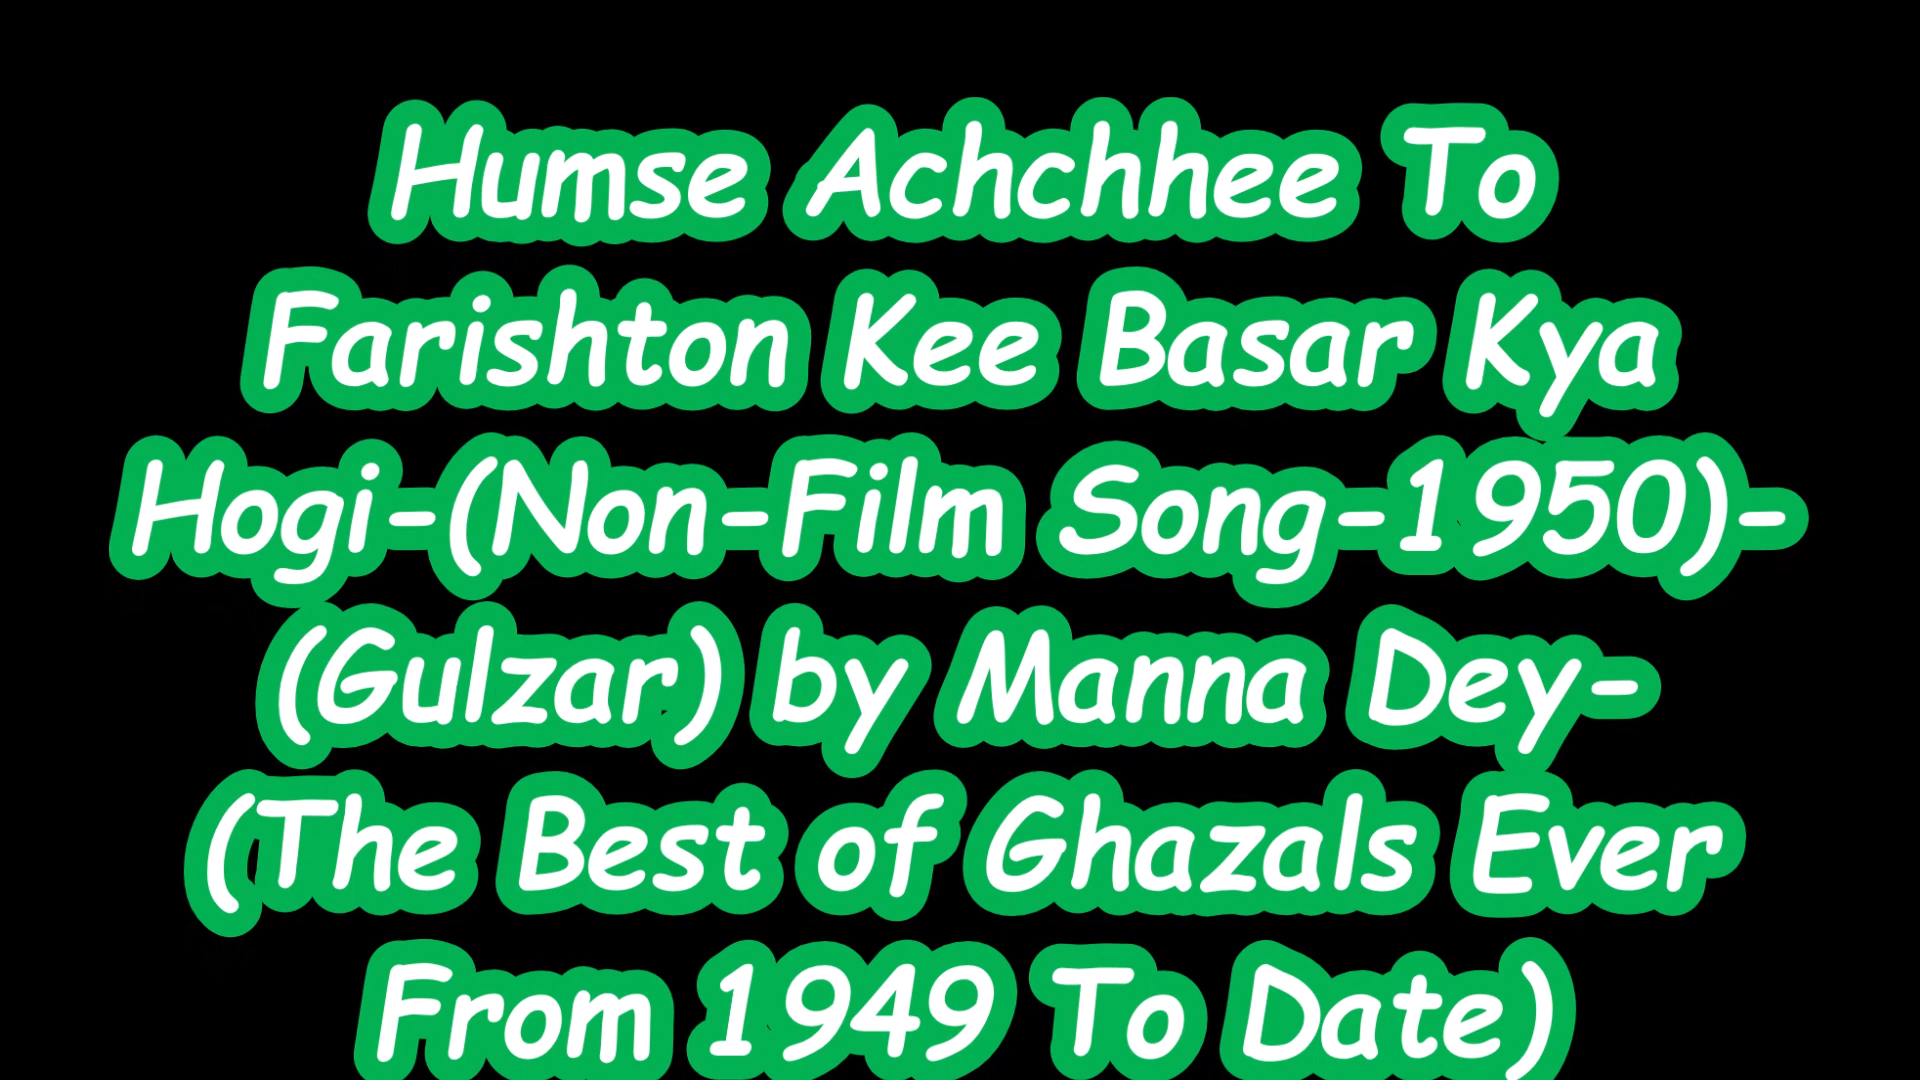 Humse Achchhee To
Farishton Kee Basar Kya
Hogi-(Non-Film Song-1950)-
(Gulzar) by Manna Dey-
(The Best of Ghazals Ever
From 1949 To Date)